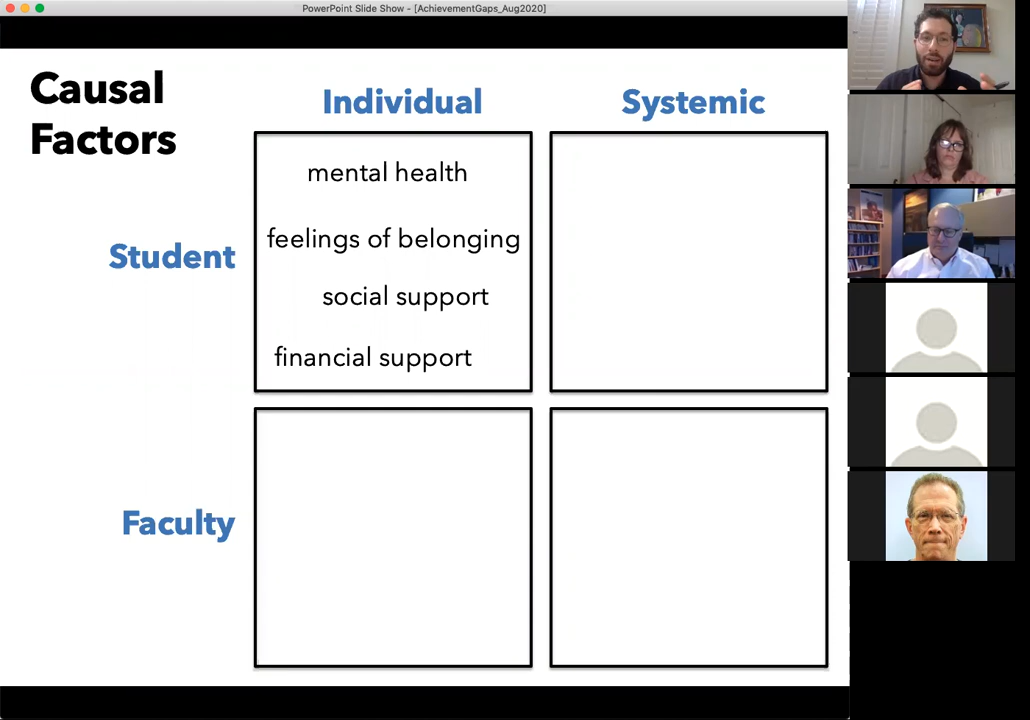 PowerPoint Slide Show - [AchievementGaps_Aug2020]
Causal
Factors
Individual
Systemic
Student
mental health
feelings of belonging
social support
financial support
Faculty